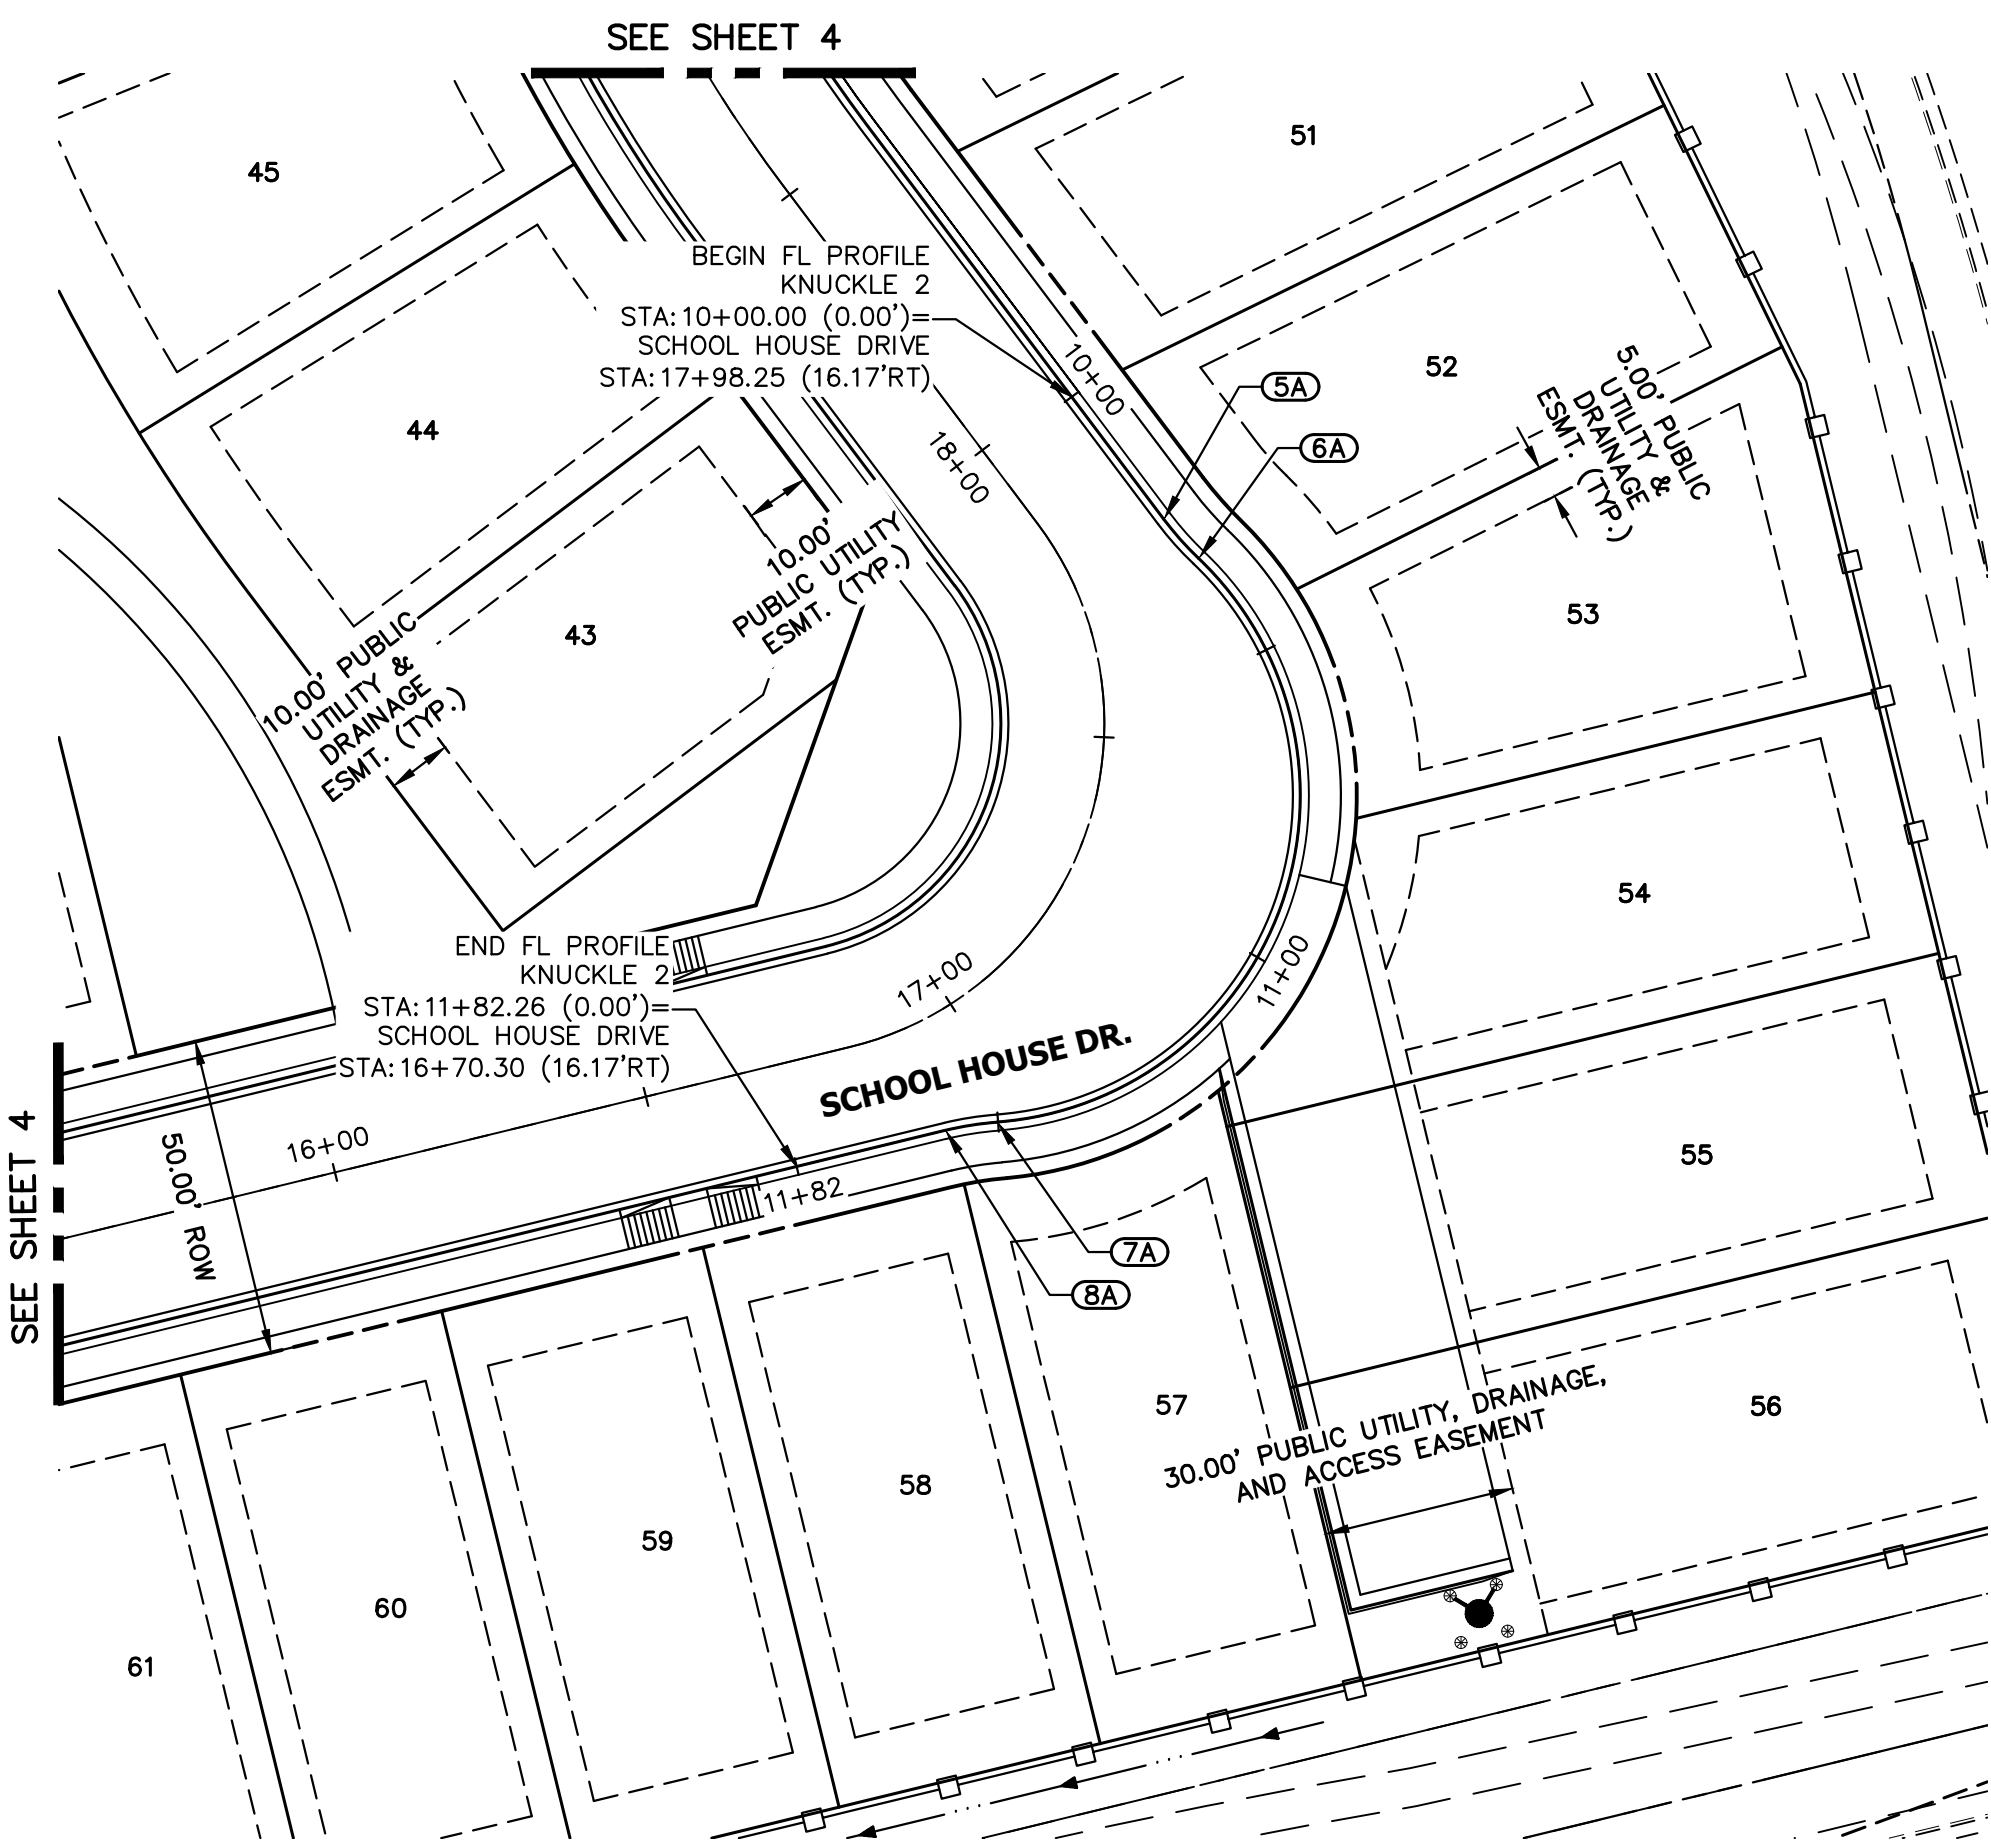 SEE SHEET 4
45
51
BEGIN FL PROFILE
KNUCKLE 2
STA:10+00.00 (0.00')=
SCHOOL HOUSE DRIVE
STA:17+98.25 (16.17'RT)
10+00
52
5.00' PUBLIC
UTILITY &
DRAINAGE
ESMT. (TYP.)
5A
44
18+00
6A
10.00'
PUBLIC UTILITY
ESMT. (TYP.)
43
53
10.00' PUBLIC
UTILITY &
DRAINAGE
ESMT. (TYP.)
54
END FL PROFILE
KNUCKLE 2
STA:11+82.26 (0.00')=
SCHOOL HOUSE DRIVE
STA:16+70.30 (16.17'RT)
17+00
11+00
SCHOOL HOUSE DR.
SEE SHEET 4
50.00' ROW
16+00
11+82
55
7A
8A
57
30.00' PUBLIC UTILITY, DRAINAGE,
AND ACCESS EASEMENT
56
58
59
60
61